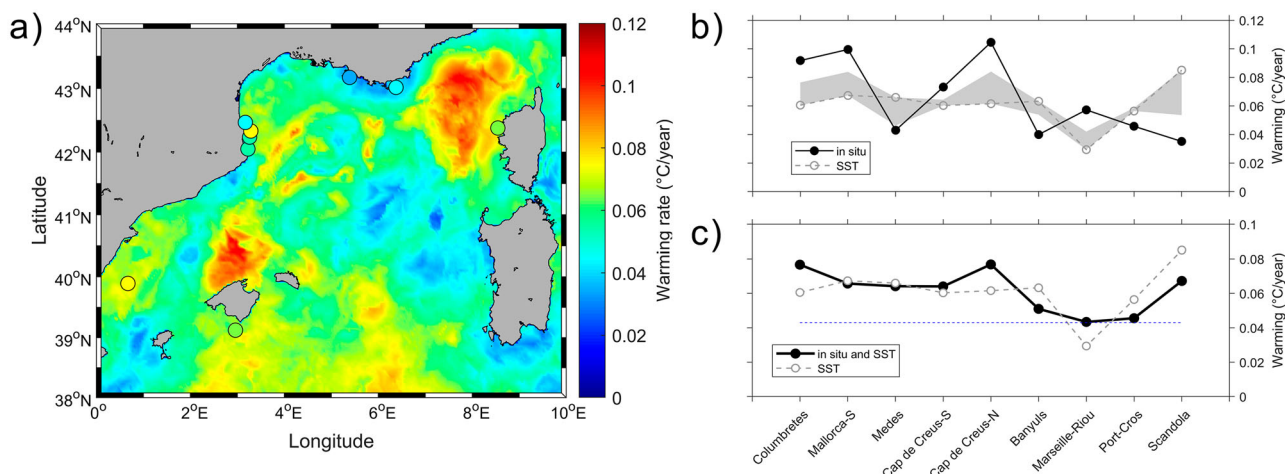 a)
44°N
43°N
42°N
41°N
40°N
39°N
38°N
0°
2°E
4°E
6°E
8°E
10°E
Latitude
Longitude
0.12
0.1
0.08
0.06
0.04
0.02
0
Warming rate (°C/year)
b)
in situ
SST
0.12
0.1
0.08
0.06
0.04
0.02
0
Warming (°C/year)
c)
in situ and SST
SST
0.1
0.08
0.06
0.04
0.02
0
Warming (°C/year)
Columbretes
Mallorca-S
Medes
Cap de Creus-S
Cap de Creus-N
Banyuls
Marseille-Riou
Port-Cros
Scandola